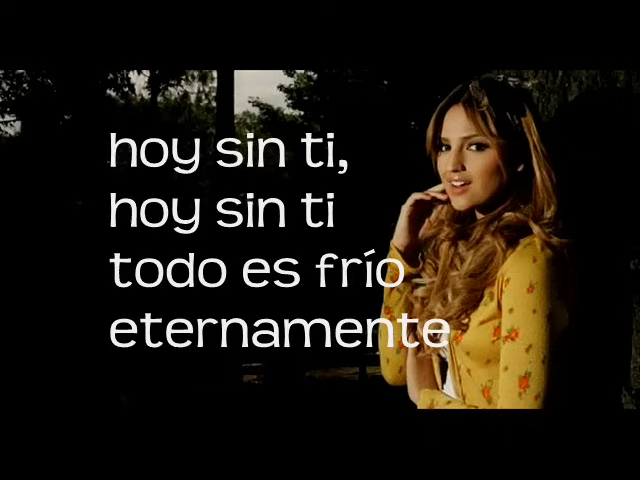 hoy sin ti,
hoy sin ti
todo es frío
eternamente